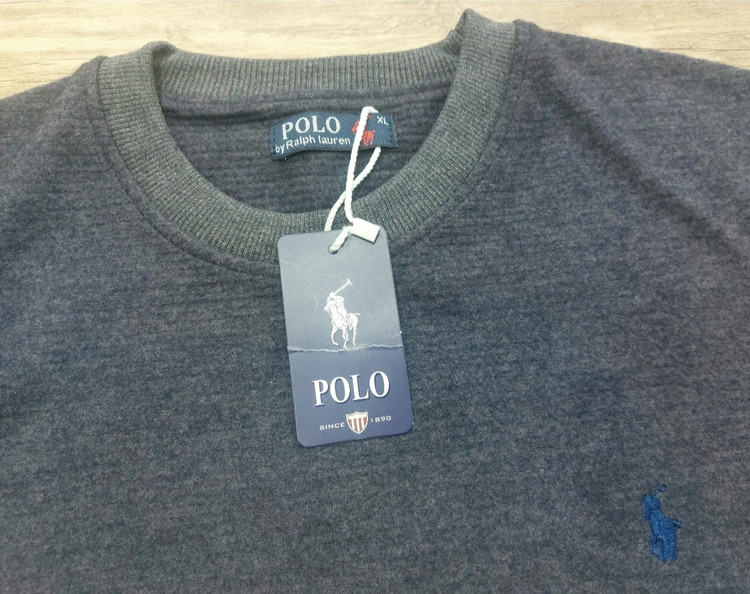 POLO
by Ralph lauren
XL
POLO
SINCE 1890